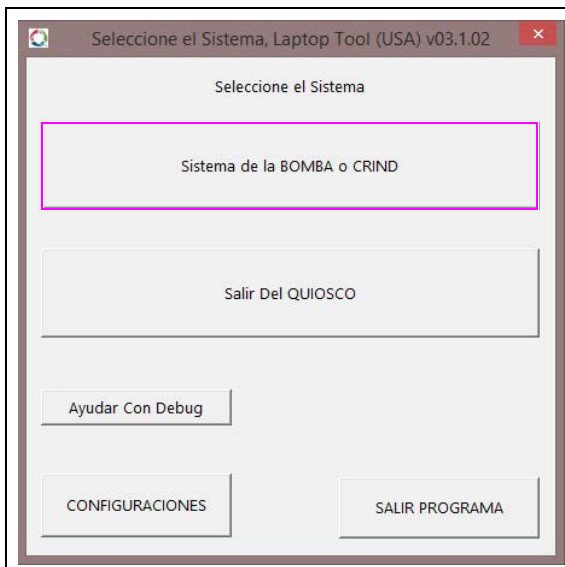 Seleccione el Sistema, Laptop Tool (USA) v03.1.02
Seleccione el Sistema
Sistema de la BOMBA o CRIND
Salir Del QUIOSCO
Ayudar Con Debug
CONFIGURACIONES
SALIR PROGRAMA